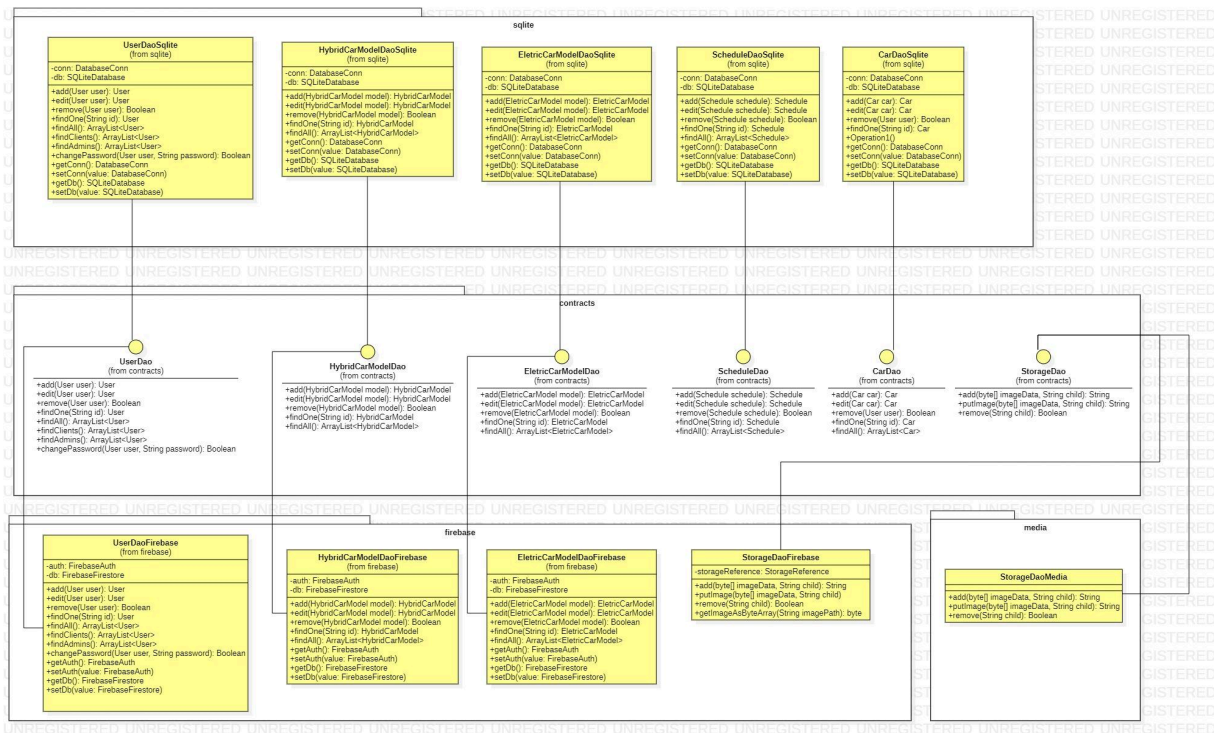 sqlite
UserDaoSqlite
(from sqlite)
-conn: DatabaseConn
-db: SQLiteDatabase
+add(User user): User
+edit(User user): User
+remove(User user): Boolean
+findOne(String id): User
+findAll(): ArrayList<User>
+findClients(): ArrayList<User>
+findAdmins(): ArrayList<User>
+changePassword(User user, String password): Boolean
+getConn(): DatabaseConn
+setConn(value: DatabaseConn)
+getDb(): SQLiteDatabase
+setDb(value: SQLiteDatabase)
HybridCarModelDaoSqlite
(from sqlite)
-conn: DatabaseConn
-db: SQLiteDatabase
+add(HybridCarModel model): HybridCarModel
+edit(HybridCarModel model): HybridCarModel
+remove(HybridCarModel model): Boolean
+findOne(String id): HybridCarModel
+findAll(): ArrayList<HybridCarModel>
+getConn(): DatabaseConn
+setConn(value: DatabaseConn)
+getDb(): SQLiteDatabase
+setDb(value: SQLiteDatabase)
EletricCarModelDaoSqlite
(from sqlite)
-conn: DatabaseConn
-db: SQLiteDatabase
+add(EletricCarModel model): EletricCarModel
+edit(EletricCarModel model): EletricCarModel
+remove(EletricCarModel model): Boolean
+findOne(String id): EletricCarModel
+findAll(): ArrayList<EletricCarModel>
+getConn(): DatabaseConn
+setConn(value: DatabaseConn)
+getDb(): SQLiteDatabase
+setDb(value: SQLiteDatabase)
ScheduleDaoSqlite
(from sqlite)
-conn: DatabaseConn
-db: SQLiteDatabase
+add(Schedule schedule): Schedule
+edit(Schedule schedule): Schedule
+remove(Schedule schedule): Boolean
+findOne(String id): Schedule
+findAll(): ArrayList<Schedule>
+getConn(): DatabaseConn
+setConn(value: DatabaseConn)
+getDb(): SQLiteDatabase
+setDb(value: SQLiteDatabase)
CarDaoSqlite
(from sqlite)
-conn: DatabaseConn
-db: SQLiteDatabase
+add(Car car): Car
+edit(Car car): Car
+remove(User user): Boolean
+findOne(String id): Car
+Operation1()
+getConn(): DatabaseConn
+setConn(value: DatabaseConn)
+getDb(): SQLiteDatabase
+setDb(value: SQLiteDatabase)
contracts
UserDao
(from contracts)
+add(User user): User
+edit(User user): User
+remove(User user): Boolean
+findOne(String id): User
+findAll(): ArrayList<User>
+findClients(): ArrayList<User>
+findAdmins(): ArrayList<User>
+changePassword(User user, String password): Boolean
HybridCarModelDao
(from contracts)
+add(HybridCarModel model): HybridCarModel
+edit(HybridCarModel model): HybridCarModel
+remove(HybridCarModel model): Boolean
+findOne(String id): HybridCarModel
+findAll(): ArrayList<HybridCarModel>
EletricCarModelDao
(from contracts)
+add(EletricCarModel model): EletricCarModel
+edit(EletricCarModel model): EletricCarModel
+remove(EletricCarModel model): Boolean
+findOne(String id): EletricCarModel
+findAll(): ArrayList<EletricCarModel>
ScheduleDao
(from contracts)
+add(Schedule schedule): Schedule
+edit(Schedule schedule): Schedule
+remove(Schedule schedule): Boolean
+findOne(String id): Schedule
+findAll(): ArrayList<Schedule>
CarDao
(from contracts)
+add(Car car): Car
+edit(Car car): Car
+remove(User user): Boolean
+findOne(String id): Car
+findAll(): ArrayList<Car>
StorageDao
(from contracts)
+add(byte[] imageData, String child): String
+putImage(byte[] imageData, String child): String
+remove(String child): Boolean
firebase
UserDaoFirebase
(from firebase)
-auth: FirebaseAuth
-db: FirebaseFirestore
+add(User user): User
+edit(User user): User
+remove(User user): Boolean
+findOne(String id): User
+findAll(): ArrayList<User>
+findClients(): ArrayList<User>
+findAdmins(): ArrayList<User>
+changePassword(User user, String password): Boolean
+getAuth(): FirebaseAuth
+setAuth(value: FirebaseAuth)
+getDb(): FirebaseFirestore
+setDb(value: FirebaseFirestore)
HybridCarModelDaoFirebase
(from firebase)
-auth: FirebaseAuth
-db: FirebaseFirestore
+add(HybridCarModel model): HybridCarModel
+edit(HybridCarModel model): HybridCarModel
+remove(HybridCarModel model): Boolean
+findOne(String id): HybridCarModel
+findAll(): ArrayList<HybridCarModel>
+getAuth(): FirebaseAuth
+setAuth(value: FirebaseAuth)
+getDb(): FirebaseFirestore
+setDb(value: FirebaseFirestore)
EletricCarModelDaoFirebase
(from firebase)
-auth: FirebaseAuth
-db: FirebaseFirestore
+add(EletricCarModel model): EletricCarModel
+edit(EletricCarModel model): EletricCarModel
+remove(EletricCarModel model): Boolean
+findOne(String id): EletricCarModel
+findAll(): ArrayList<EletricCarModel>
+getAuth(): FirebaseAuth
+setAuth(value: FirebaseAuth)
+getDb(): FirebaseFirestore
+setDb(value: FirebaseFirestore)
StorageDaoFirebase
(from firebase)
-storageReference: StorageReference
+add(byte[] imageData, String child): String
+putImage(byte[] imageData, String child)
+remove(String child): Boolean
+getImageAsByteArray(String imagePath): byte
media
StorageDaoMedia
+add(byte[] imageData, String child): String
+putImage(byte[] imageData, String child): String
+remove(String child): Boolean